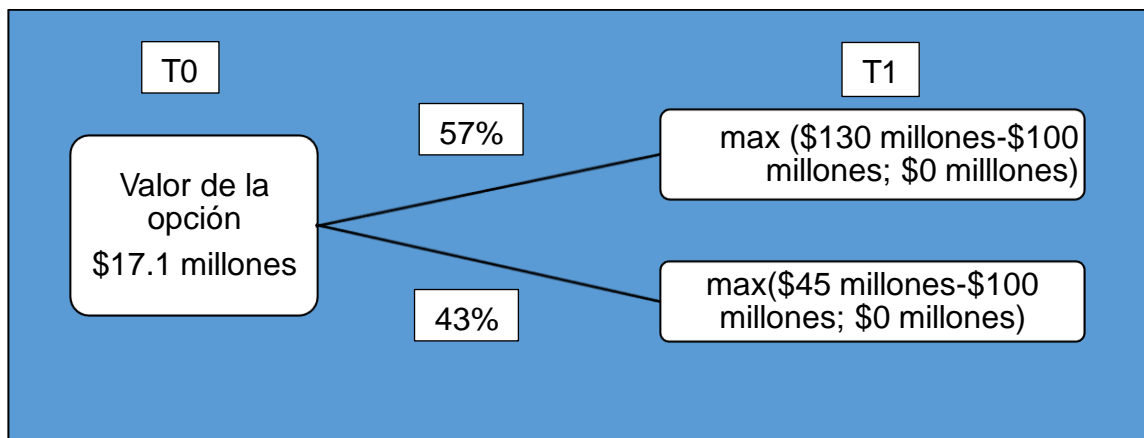 T0
T1
57%
max ($130 millones-$100
millones; $0 milllones)
Valor de la
opción
$17.1 millones
max($45 millones-$100
millones; $0 millones)
43%